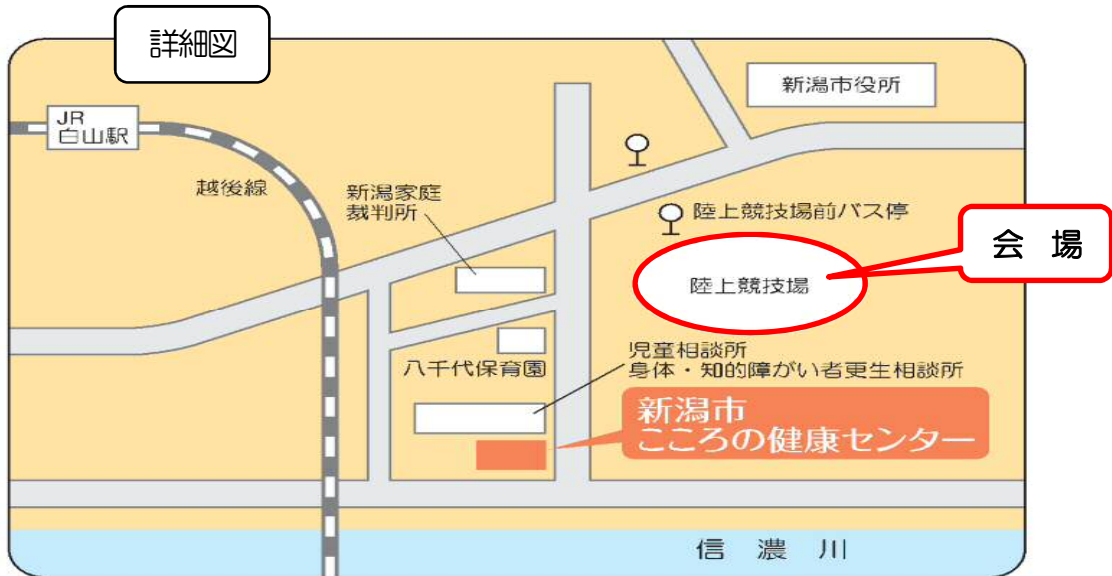 詳細図
新潟市役所
JR
白山駅
越後線
新潟家庭
裁判所
陸上競技場前バス停
会 場
陸上競技場
児童相談所
身体・知的障がい者更生相談所
八千代保育園
新潟市
こころの健康センター
信 濃 川